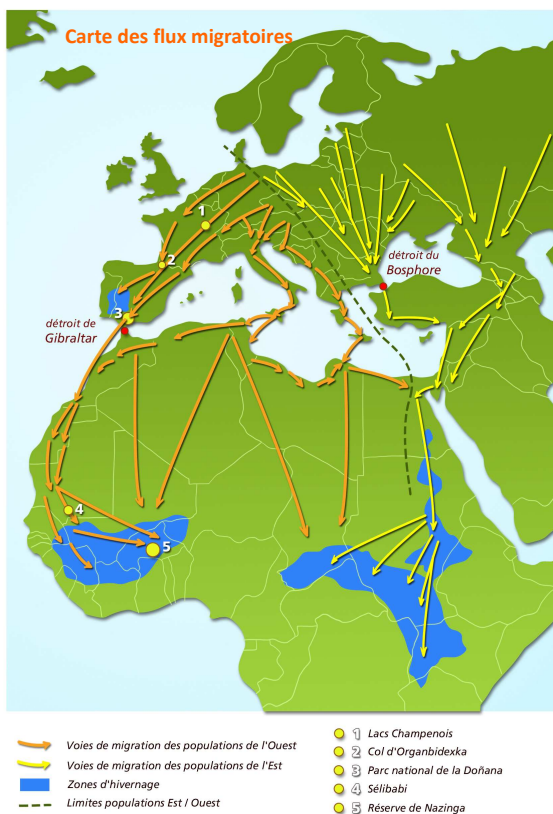 Carte des flux migratoires
1
2
détroit du
Bosphore
3
détroit de
Gibraltar
4
5
Voies de migration des populations de l'Ouest
Voies de migration des populations de l'Est
Zones d'hivernage
Limites populations Est / Ouest
1 Lacs Champenois
2 Col d'Organbidexka
3 Parc national de la Doñana
4 Sélibabi
5 Réserve de Nazinga